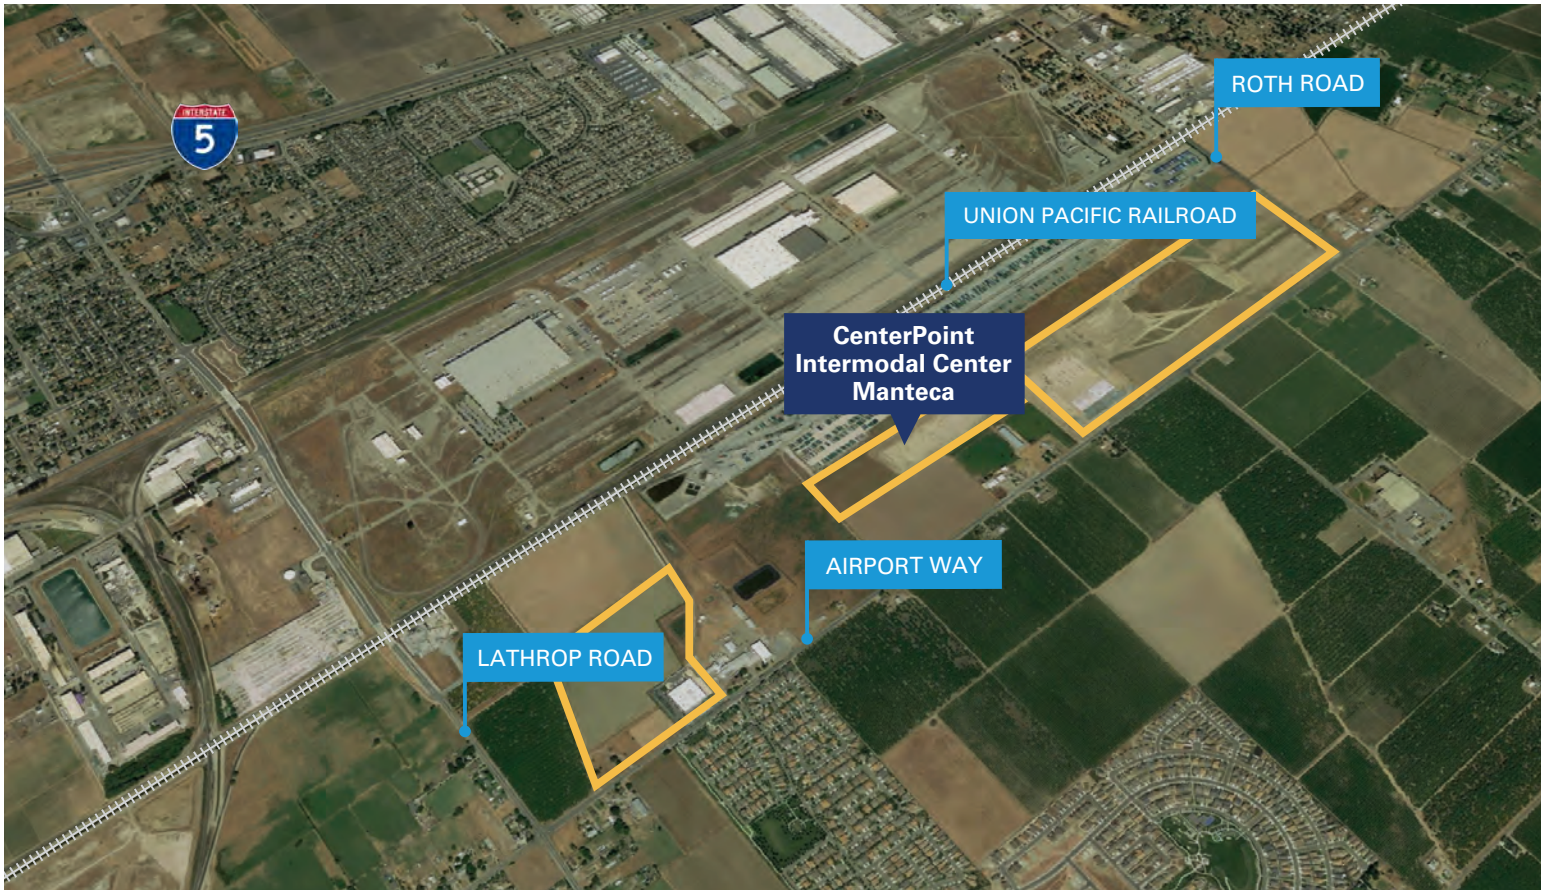 ROTH ROAD
INTERSTATE
5
UNION PACIFIC RAILROAD
CenterPoint
Intermodal Center
Manteca
AIRPORT WAY
LATHROP ROAD